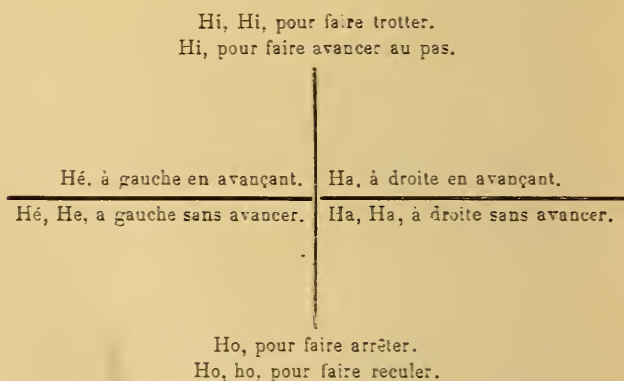 Hi, Hi, pour faire trotter.
Hi, pour faire avancer au pas.
Hé. à gauche en avançant.
Ha, à droite en avançant.
Hé, He, a gauche sans avancer.
Ha, Ha, à droite sans avancer.
Ho, pour faire arrêter.
Ho, ho, pour faire reculer.